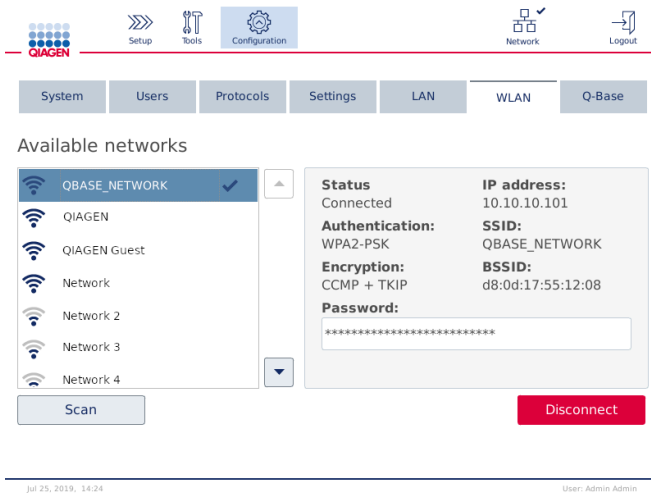 QIAGEN
Setup
Tools
Configuration
Network
Logout
System
Users
Protocols
Settings
LAN
WLAN
Q-Base
Available networks
QBASE_NETWORK
QIAGEN
QIAGEN Guest
Network
Network 2
Network 3
Network 4
Status
Connected
IP address:
10.10.10.101
Authentication:
WPA2-PSK
SSID:
QBASE_NETWORK
Encryption:
CCMP + TKIP
BSSID:
d8:0d:17:55:12:08
Password:
**************************
Scan
Disconnect
Jul 25, 2019, 14:24
User: Admin Admin